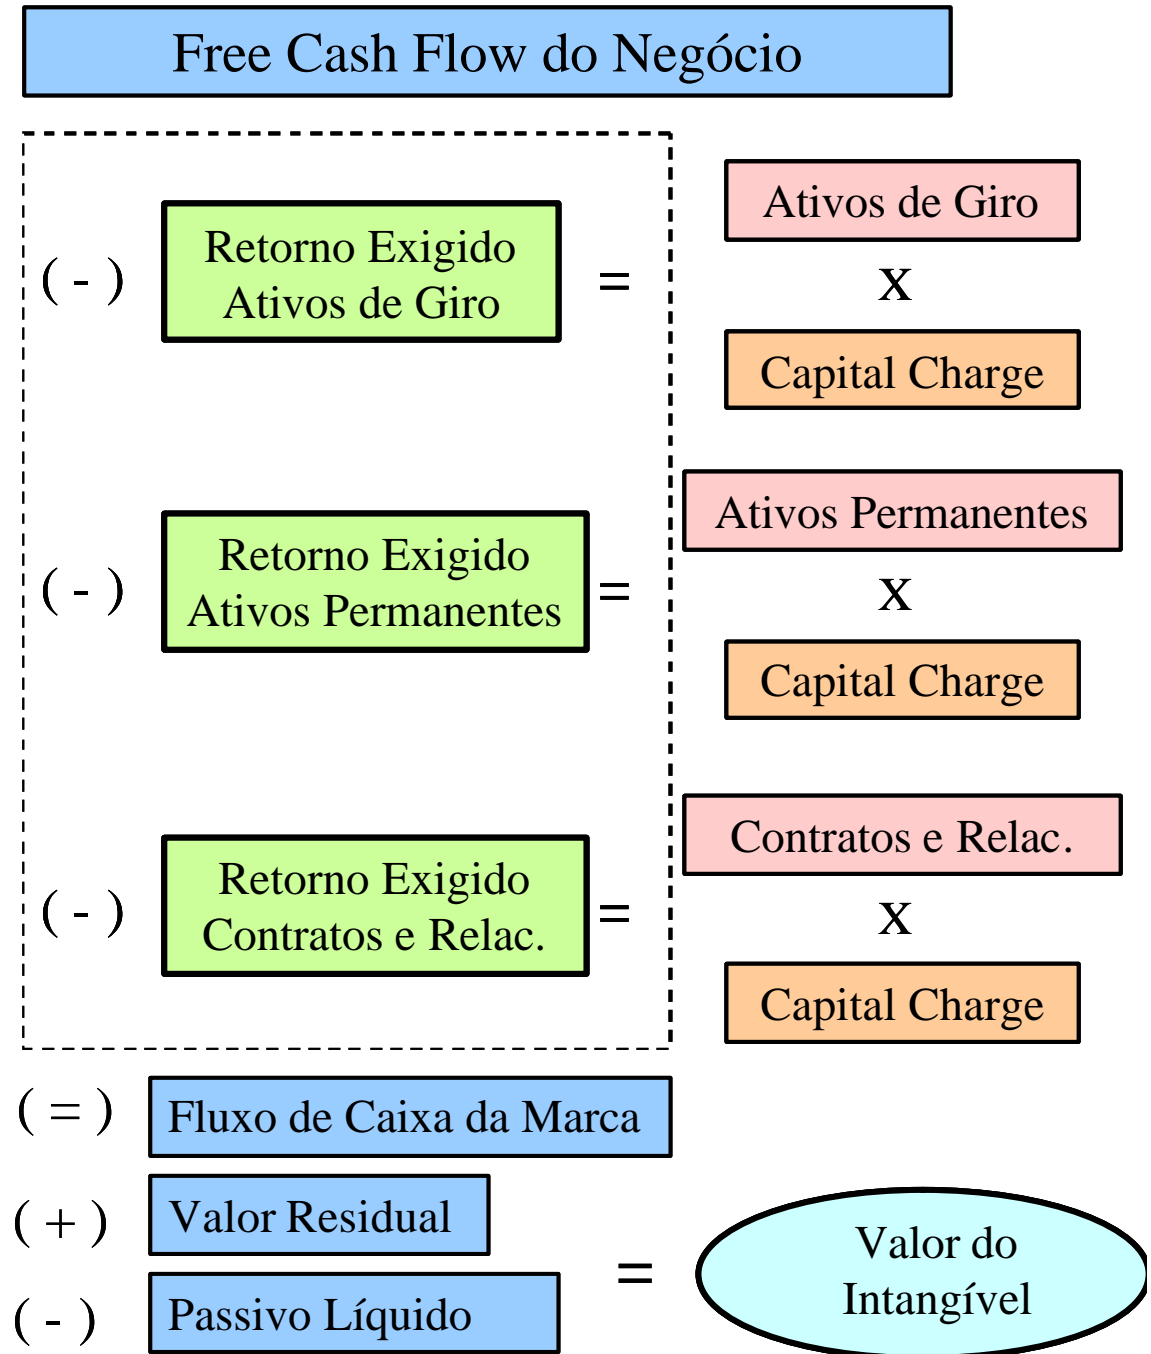 Free Cash Flow do Negócio
Ativos de Giro
( - ) Retorno Exigido
Ativos de Giro
= x
Capital Charge
Ativos Permanentes
( - ) Retorno Exigido
Ativos Permanentes
= x
Capital Charge
Contratos e Relac.
( - ) Retorno Exigido
Contratos e Relac.
= x
Capital Charge
( = ) Fluxo de Caixa da Marca
( + ) Valor Residual
( - ) Passivo Líquido
=
Valor do
Intangível